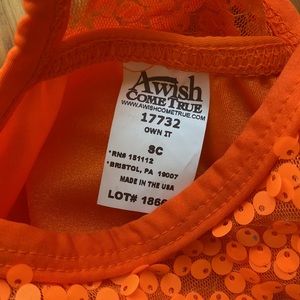 A wish
COME TRUE
WWW.AWISHCOMETRUE.COM
17732
OWN IT
SC
*RN# 151112
*BRISTOL, PA 19007
MADE IN THE USA
LOT# 186